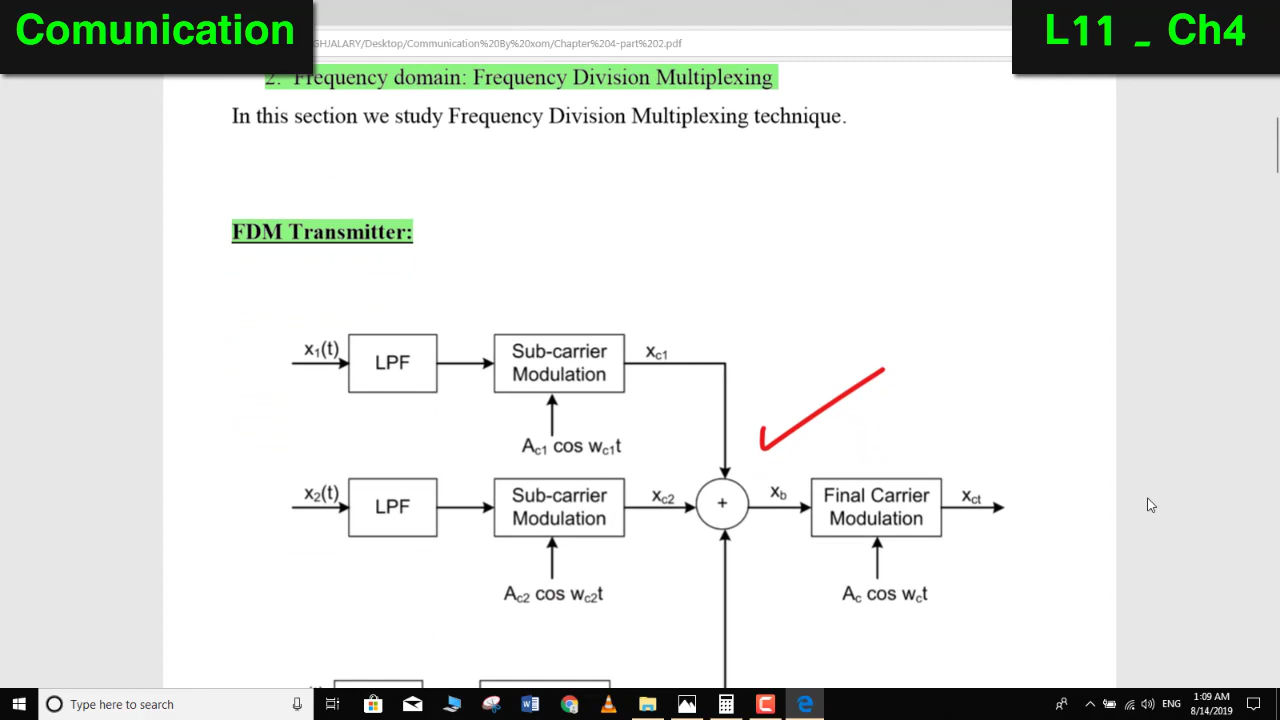 Comunication
L11 _ Ch4
GHJALARY/Desktop/Communication%20By%20xom/Chapter%204-part%202.pdf
2. Frequency domain: Frequency Division Multiplexing
In this section we study Frequency Division Multiplexing technique.
FDM Transmitter:
x1(t)
LPF
Sub-carrier
Modulation
xc1
Ac1 cos wc1t
x2(t)
LPF
Sub-carrier
Modulation
xc2
+
xb
Final Carrier
Modulation
xct
Ac2 cos wc2t
Ac cos wct
Type here to search
ENG
1:09 AM
8/14/2019